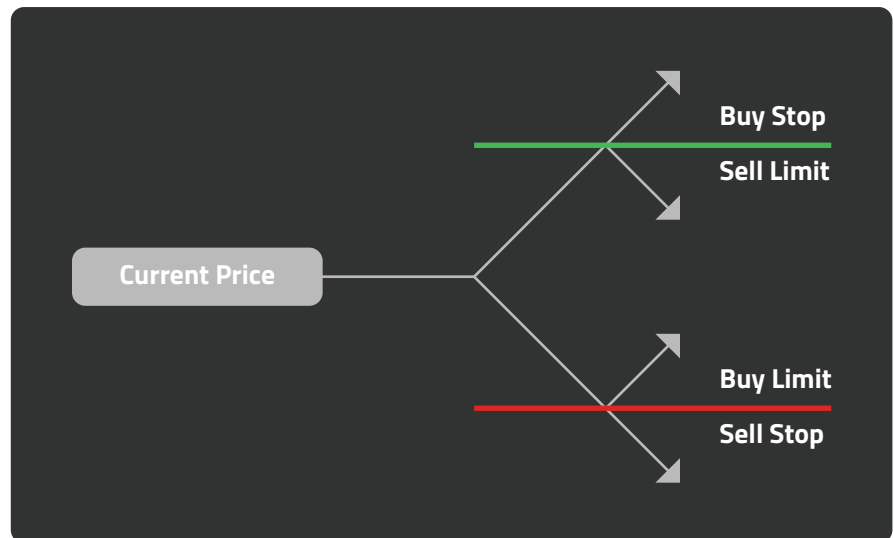 Buy Stop
Sell Limit
Current Price
Buy Limit
Sell Stop